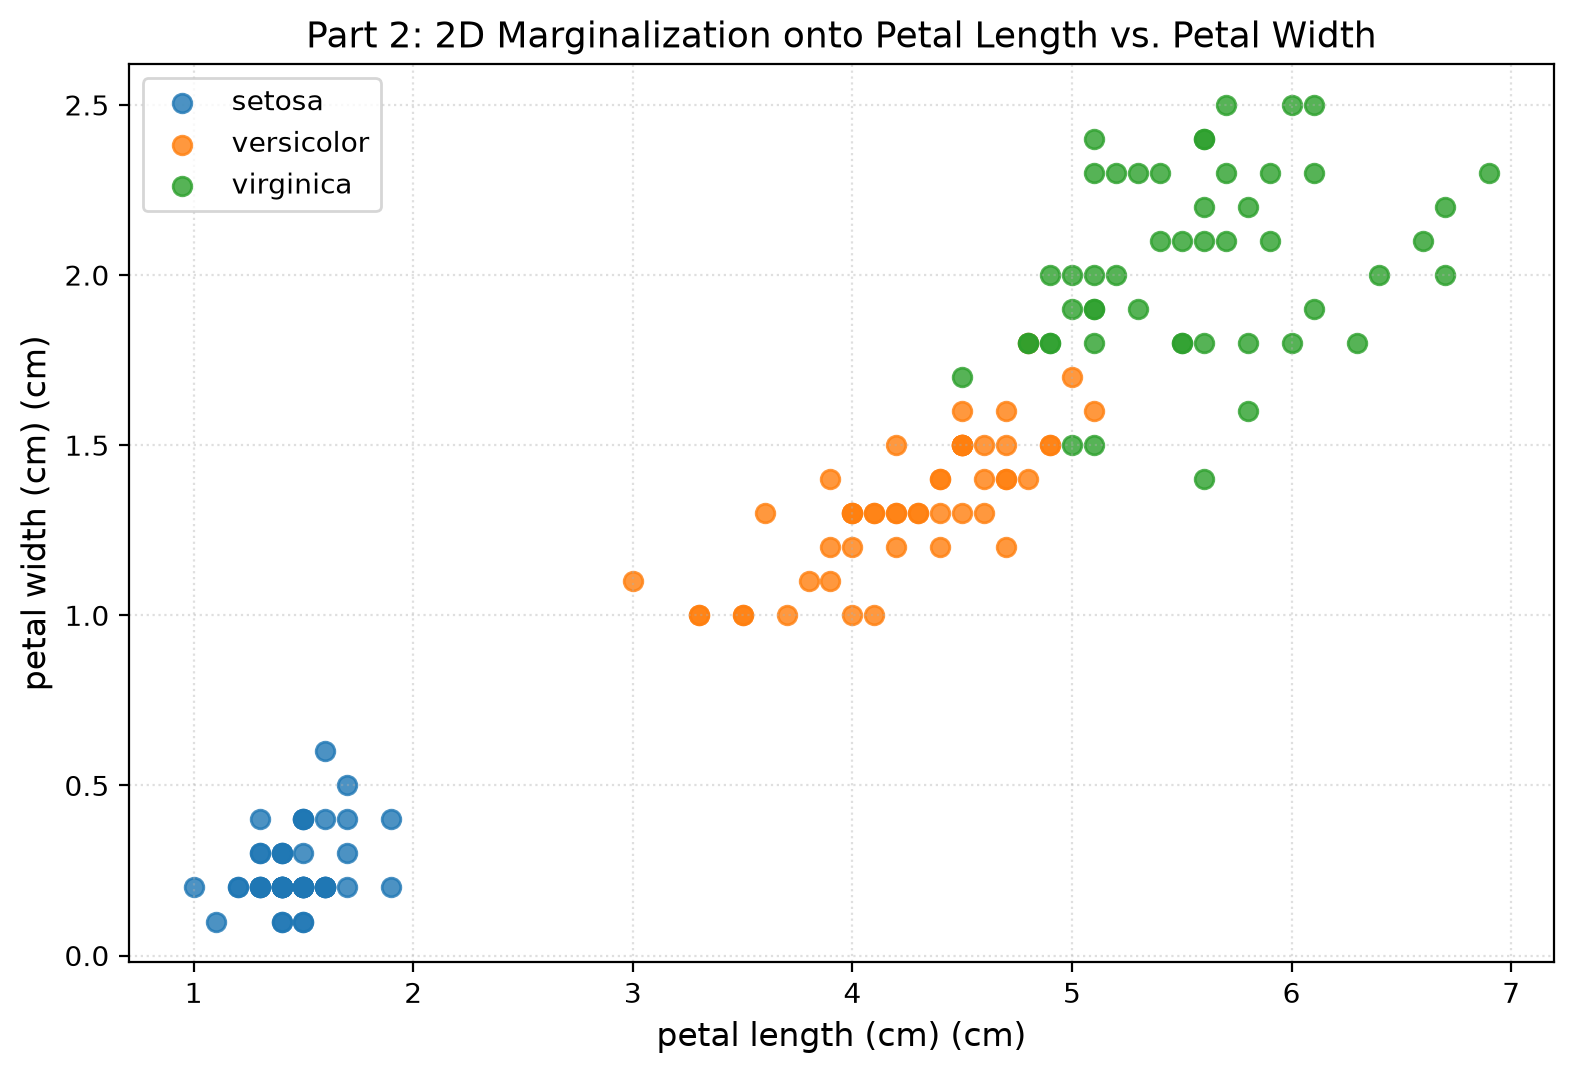 Part 2: 2D Marginalization onto Petal Length vs. Petal Width
setosa
versicolor
virginica
petal width (cm) (cm)
2.5
2.0
1.5
1.0
0.5
0.0
1 2 3 4 5 6 7
petal length (cm) (cm)